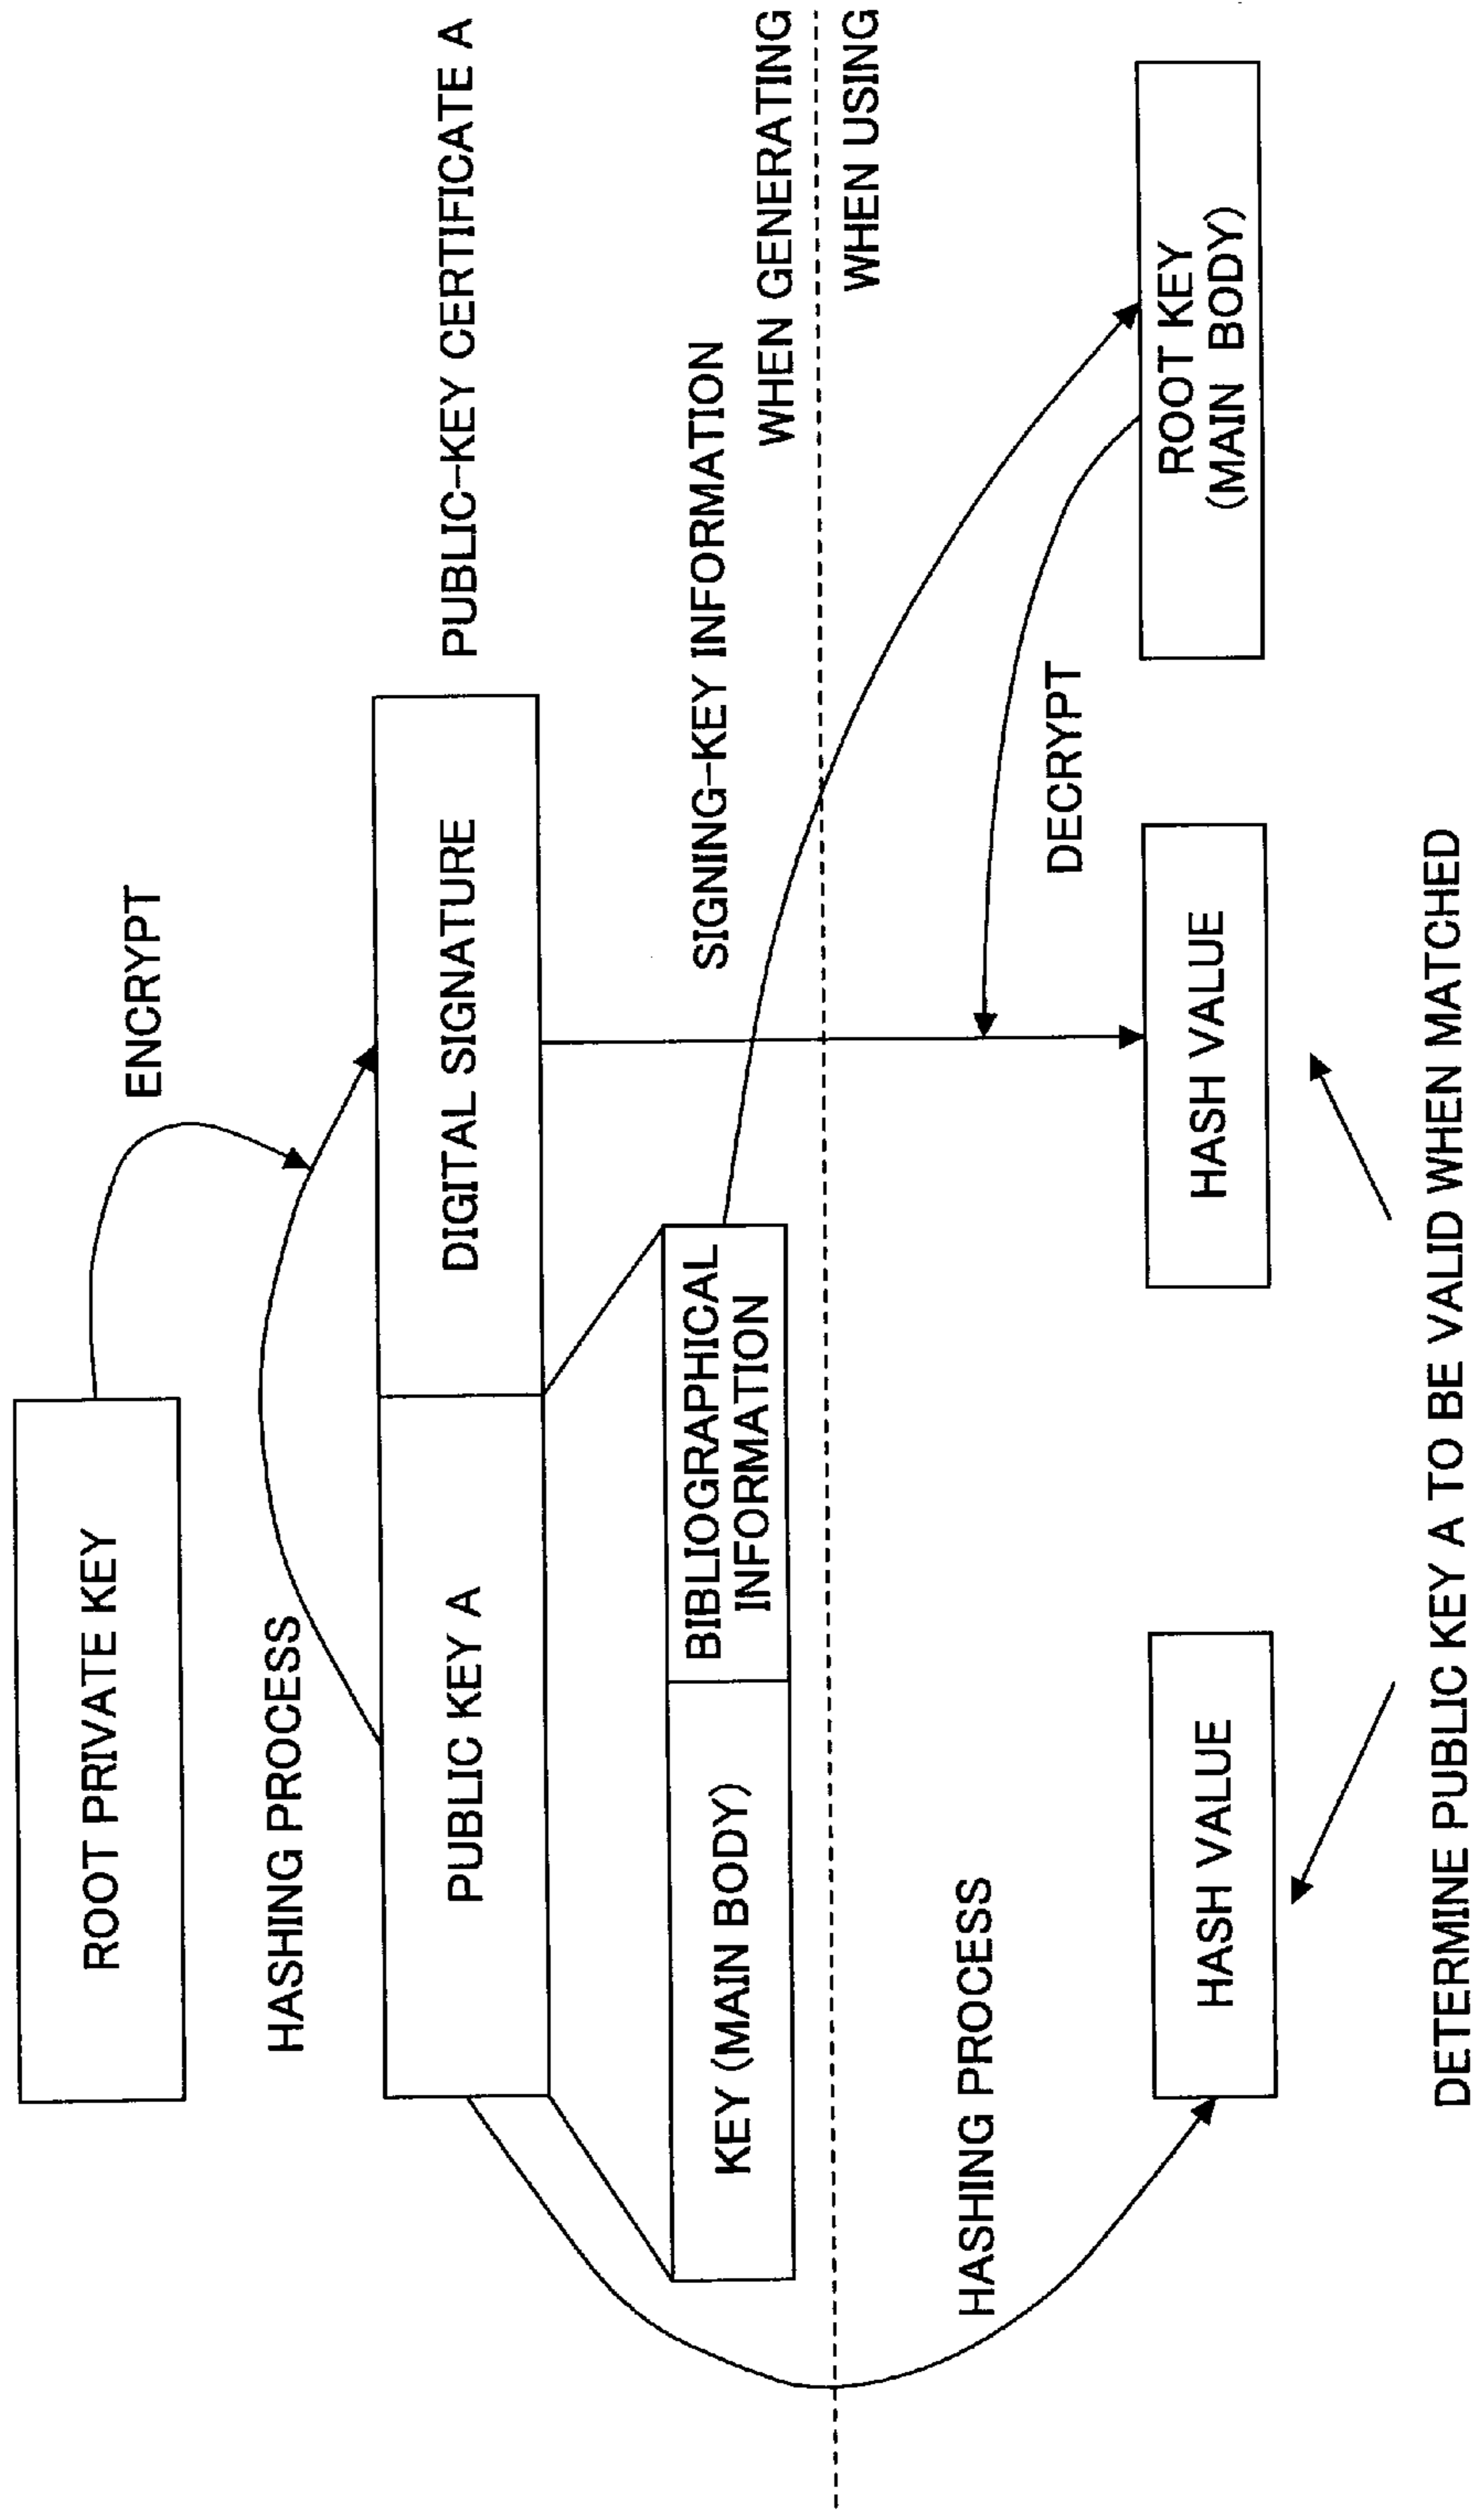 ROOT PRIVATE KEY
ENCRYPT
HASHING PROCESS
PUBLIC KEY A
DIGITAL SIGNATURE
PUBLIC-KEY CERTIFICATE A
KEY (MAIN BODY)
BIBLIOGRAPHICAL
INFORMATION
SIGNING-KEY INFORMATION
WHEN GENERATING
WHEN USING
HASHING PROCESS
DECRYPT
HASH VALUE
HASH VALUE
ROOT KEY
(MAIN BODY)
DETERMINE PUBLIC KEY A TO BE VALID WHEN MATCHED